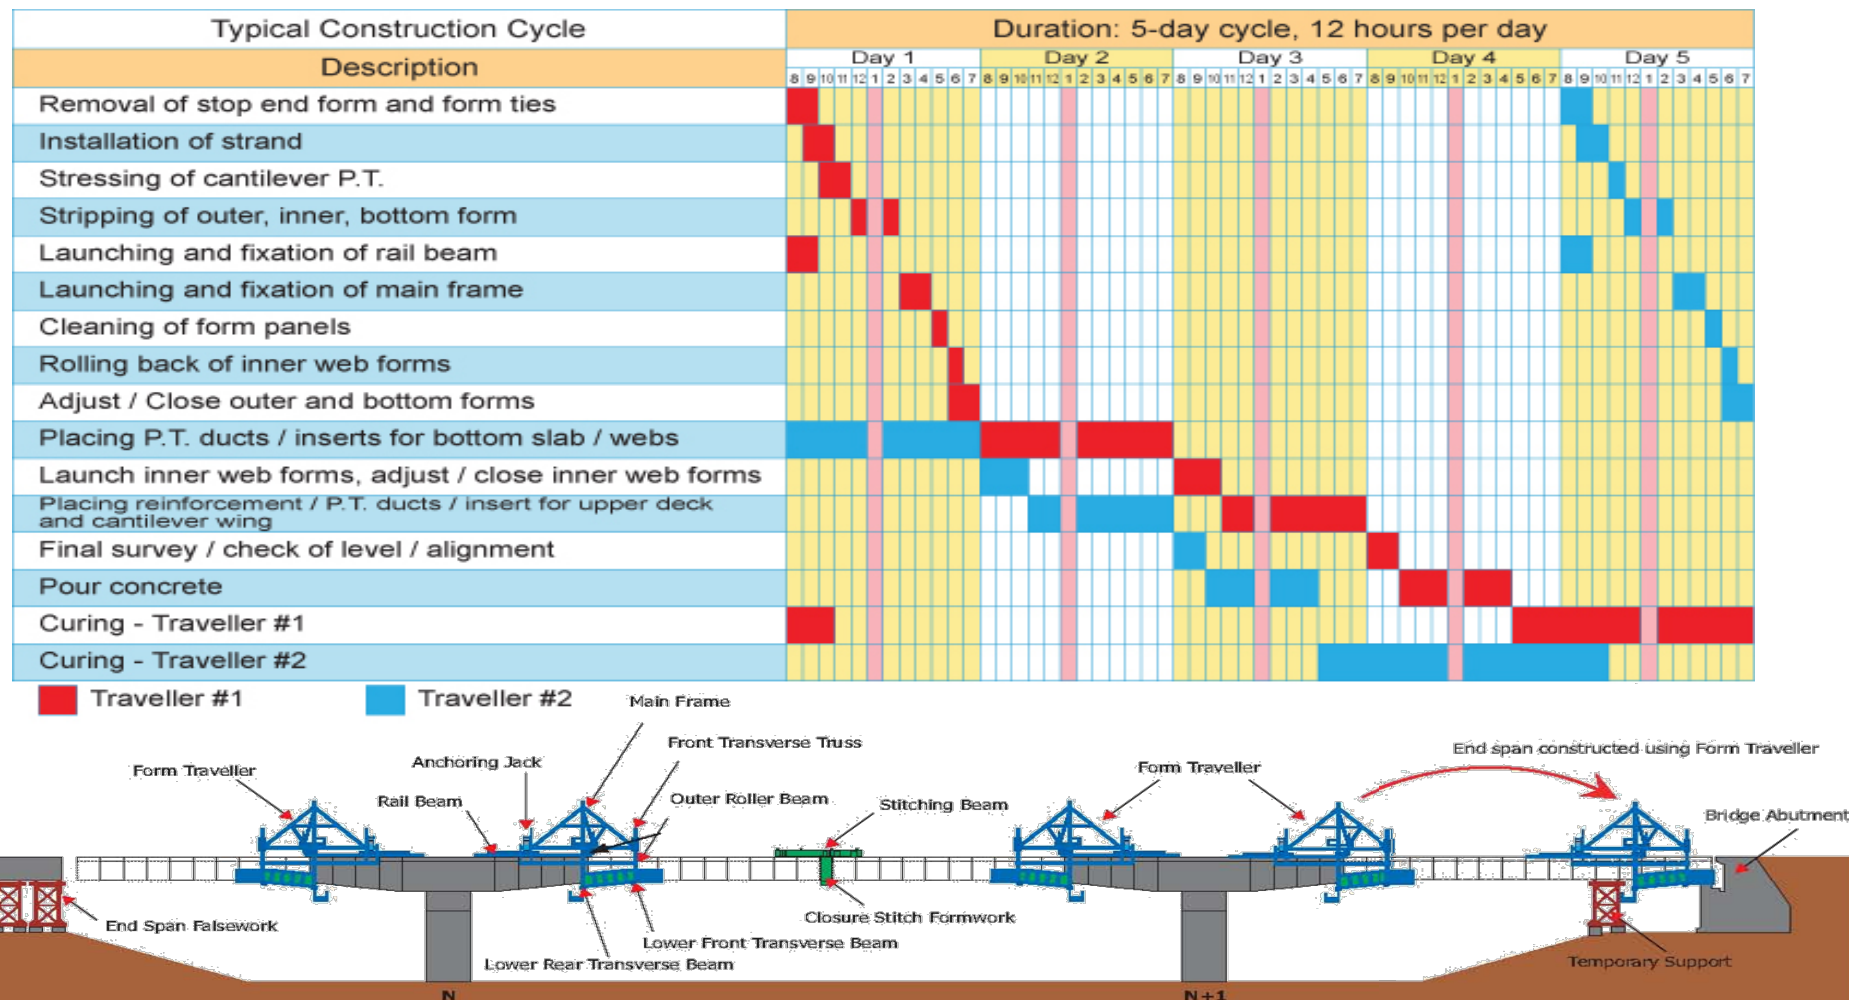 Typical Construction Cycle
Duration: 5-day cycle, 12 hours per day
Description
Day 1 Day 2 Day 3 Day 4 Day 5
8 9 10 11 12 1 2 3 4 5 6 7 8 9 10 11 12 1 2 3 4 5 6 7 8 9 10 11 12 1 2 3 4 5 6 7 8 9 10 11 12 1 2 3 4 5 6 7 8 9 10 11 12 1 2 3 4 5 6 7
Removal of stop end form and form ties
Installation of strand
Stressing of cantilever P.T.
Stripping of outer, inner, bottom form
Launching and fixation of rail beam
Launching and fixation of main frame
Cleaning of form panels
Rolling back of inner web forms
Adjust / Close outer and bottom forms
Placing P.T. ducts / inserts for bottom slab / webs
Launch inner web forms, adjust / close inner web forms
Placing reinforcement / P.T. ducts / insert for upper deck
and cantilever wing
Final survey / check of level / alignment
Pour concrete
Curing - Traveller #1
Curing - Traveller #2
Traveller #1
Traveller #2
Main Frame
Front Transverse Truss
End span constructed using Form Traveller
Form Traveller
Anchoring Jack
Form Traveller
Rail Beam
Outer Roller Beam
Stitching Beam
Bridge Abutment
End Span Falsework
Closure Stitch Formwork
Lower Front Transverse Beam
Lower Rear Transverse Beam
Temporary Support
N
N+1